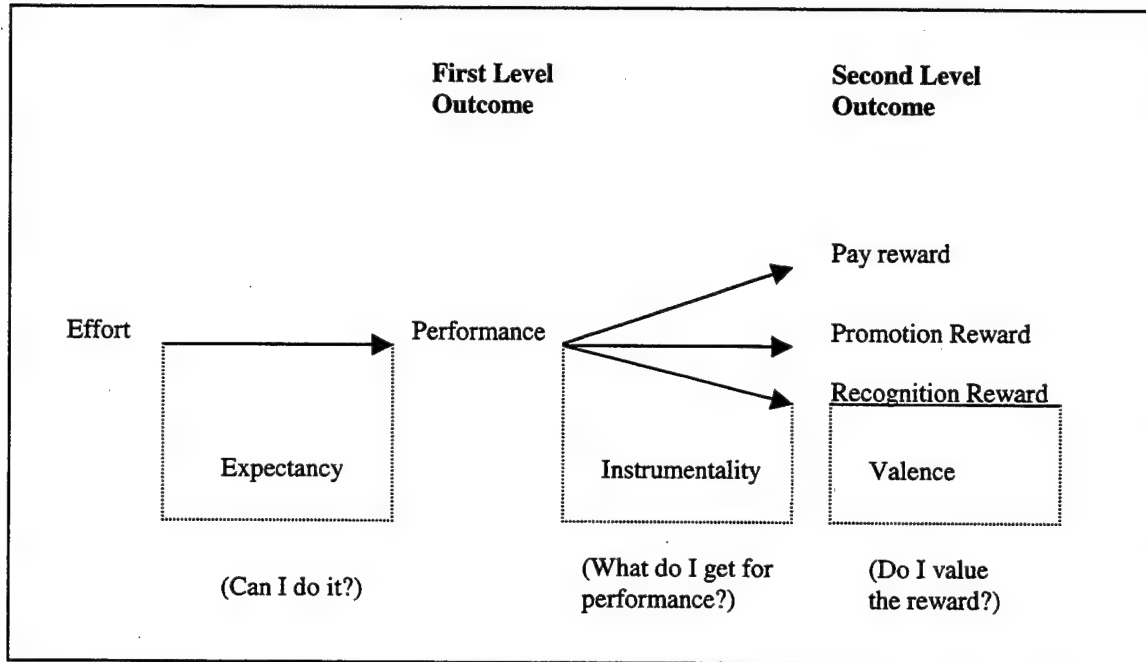 First Level
Outcome
Second Level
Outcome
Pay reward
Effort
Performance
Promotion Reward
Recognition Reward
Expectancy
Instrumentality
Valence
(Can I do it?)
(What do I get for
performance?)
(Do I value
the reward?)